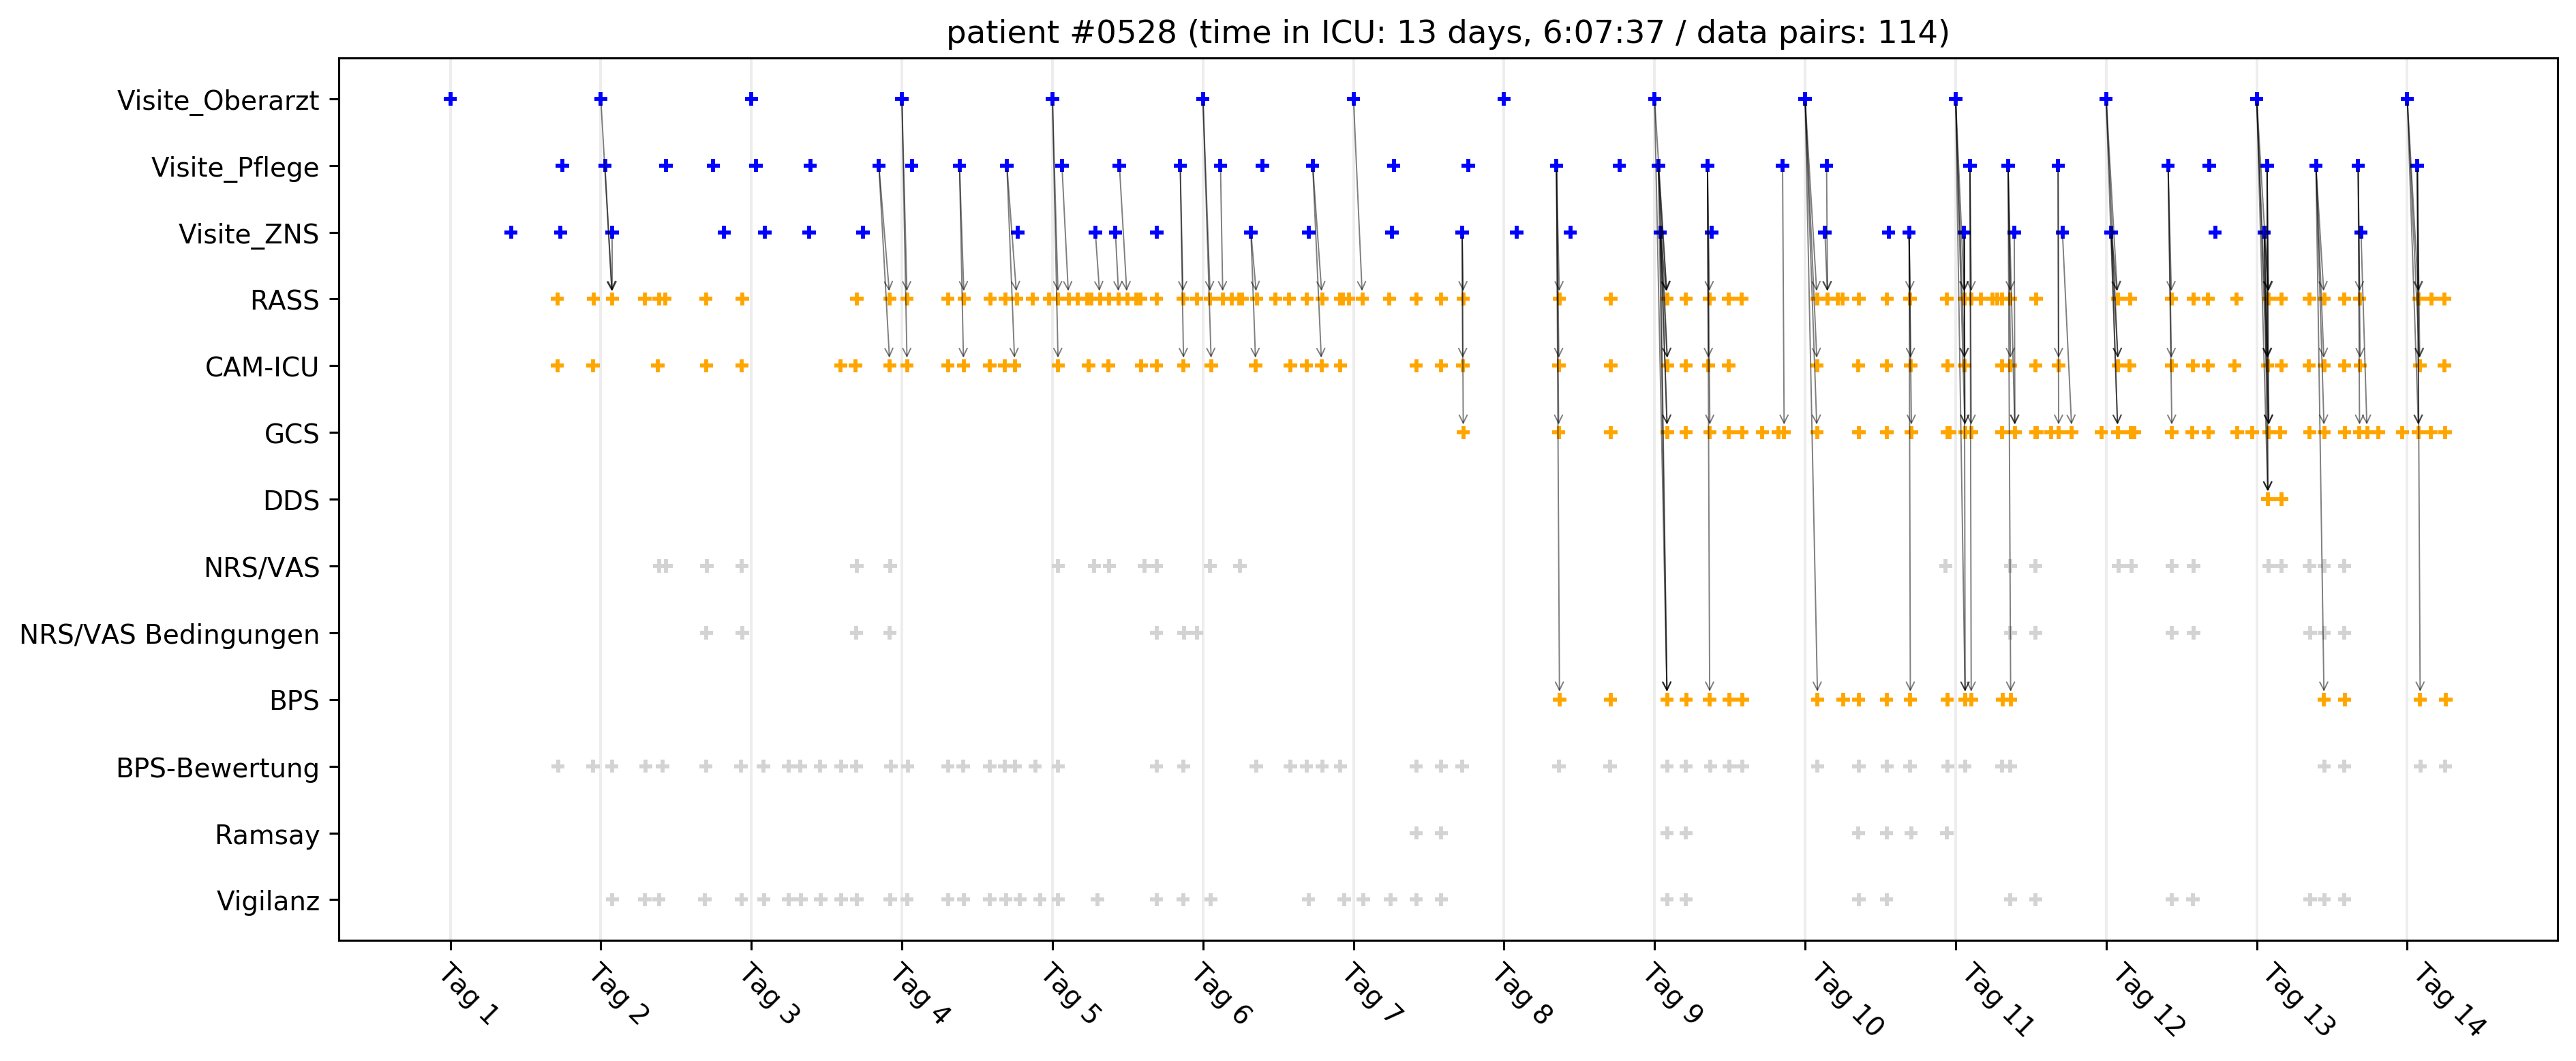 patient #0528 (time in ICU: 13 days, 6:07:37 / data pairs: 114)
Visite_Oberarzt
Visite_Pflege
Visite_ZNS
RASS
CAM-ICU
GCS
DDS
NRS/VAS
NRS/VAS Bedingungen
BPS
BPS-Bewertung
Ramsay
Vigilanz
Tag 1
Tag 2
Tag 3
Tag 4
Tag 5
Tag 6
Tag 7
Tag 8
Tag 9
Tag 10
Tag 11
Tag 12
Tag 13
Tag 14